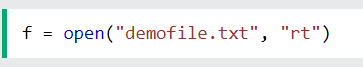 f = open("demofile.txt", "rt")